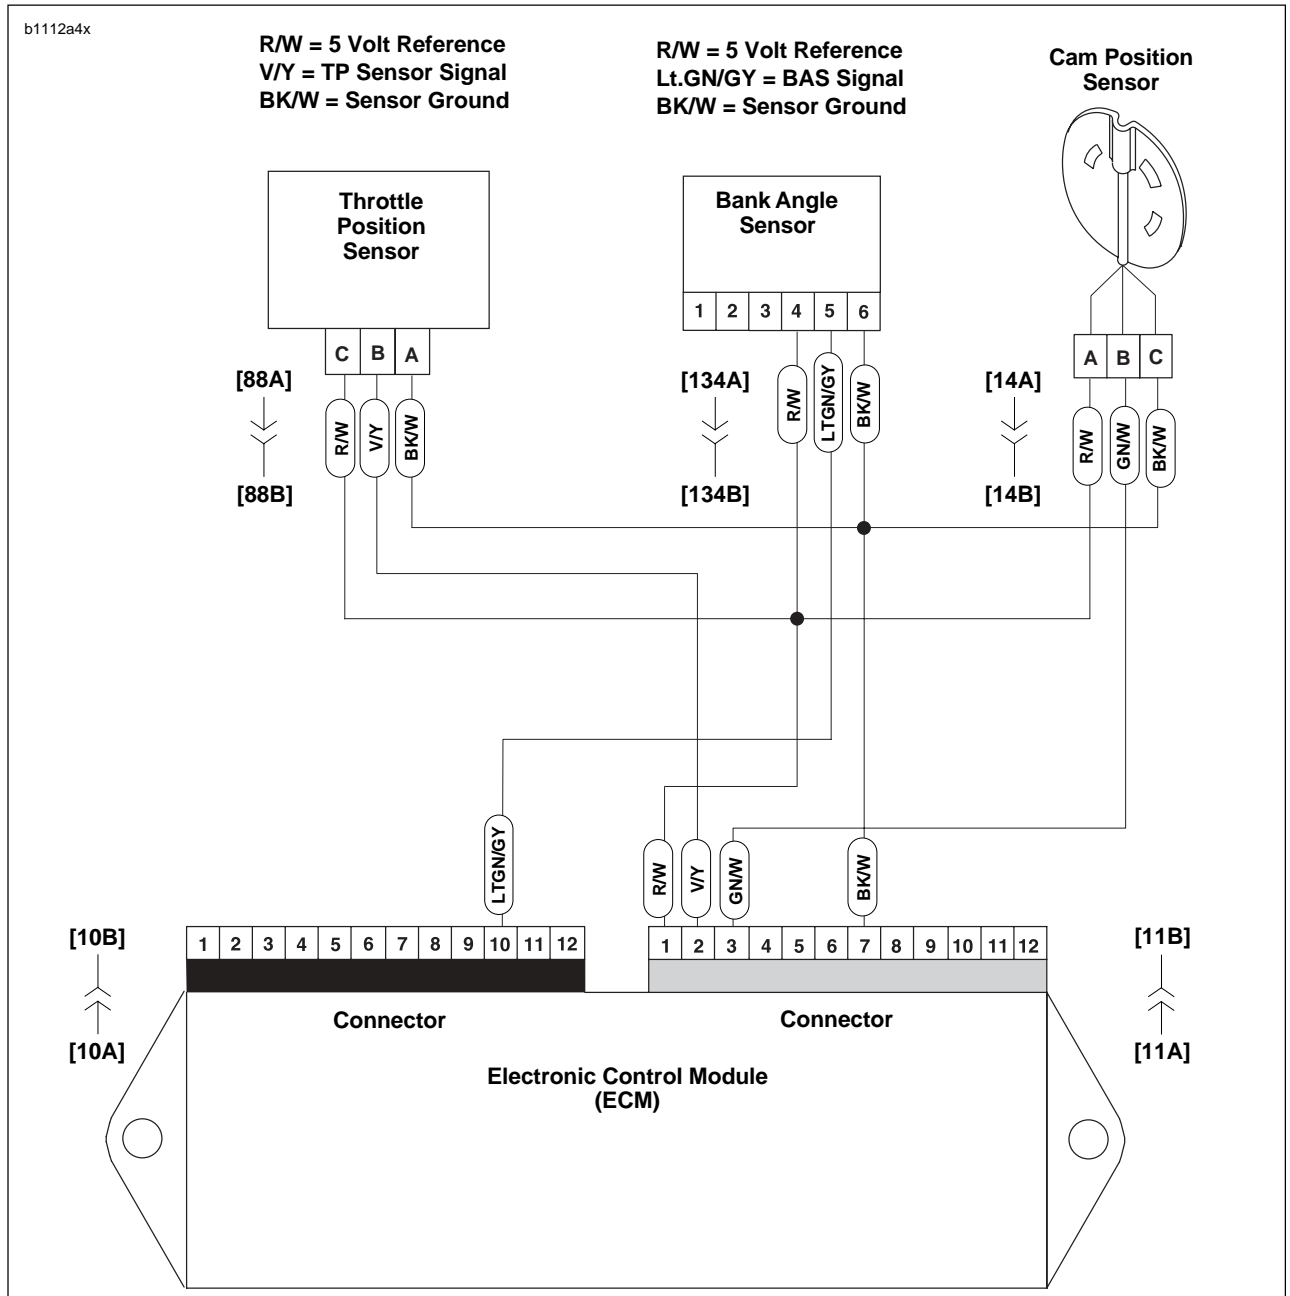 b1112a4x
R/W = 5 Volt Reference
V/Y = TP Sensor Signal
BK/W = Sensor Ground
R/W = 5 Volt Reference
Lt.GN/GY = BAS Signal
BK/W = Sensor Ground
Cam Position
Sensor
Throttle
Position
Sensor
C B A
Bank Angle
Sensor
1 2 3 4 5 6
A B C
[88A]
[88B]
R/W
V/Y
BK/W
[134A]
[134B]
R/W
LTGN/GY
BK/W
[14A]
[14B]
R/W
GN/W
BK/W
LTGN/GY
R/W
V/Y
GN/W
BK/W
[10B]
[10A]
1 2 3 4 5 6 7 8 9 10 11 12
1 2 3 4 5 6 7 8 9 10 11 12
[11B]
[11A]
Connector
Connector
Electronic Control Module
(ECM)